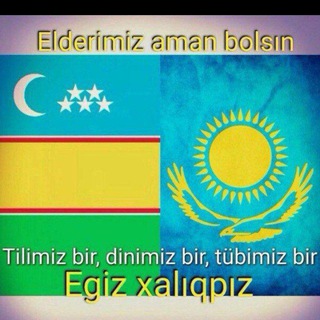 Elderimiz aman bolsın
Tilimiz bir, dinimiz bir, tübimiz bir
Egiz xalıqpız